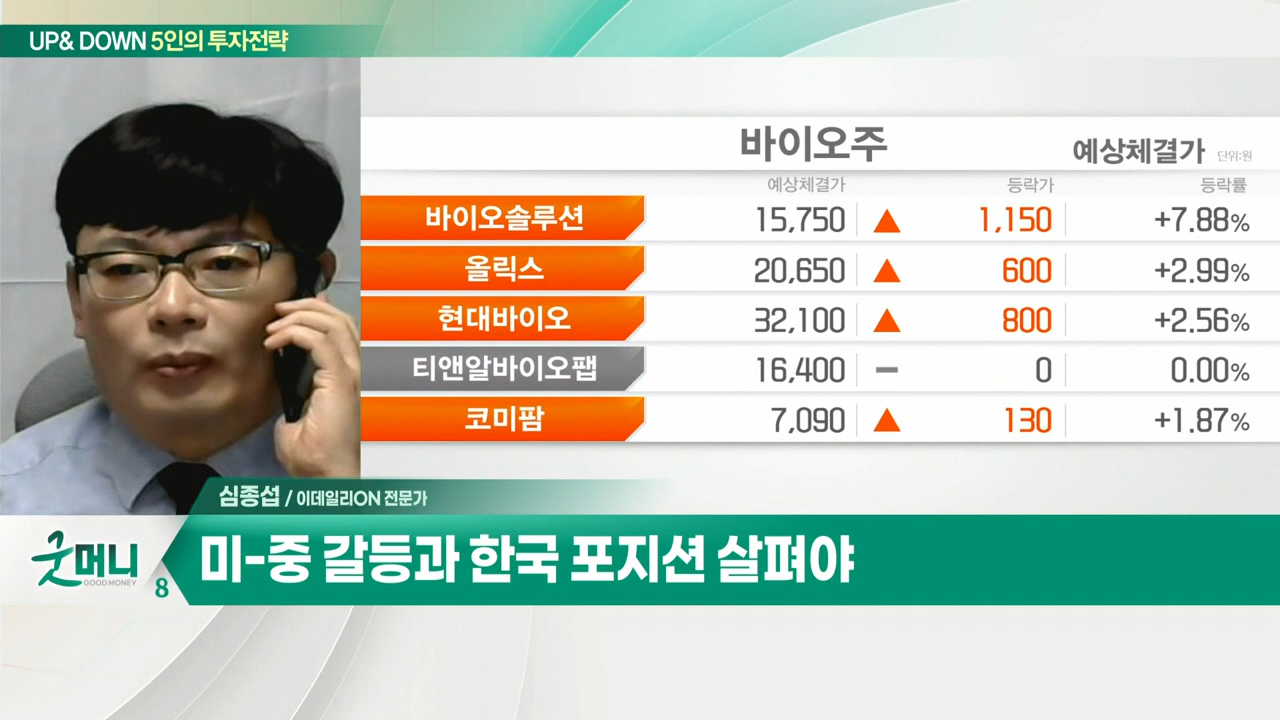 UP& DOWN 5인의 투자전략
바이오주 예상체결가 단위:원
예상체결가 등락가 등락률
바이오솔루션 15,750 ▲ 1,150 +7.88%
올릭스 20,650 ▲ 600 +2.99%
현대바이오 32,100 ▲ 800 +2.56%
티앤알바이오팹 16,400 － 0 0.00%
코미팜 7,090 ▲ 130 +1.87%
심종섭 / 이데일리ON 전문가
굿머니
GOOD MONEY
8
미-중 갈등과 한국 포지션 살펴야